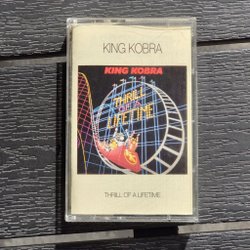 KING KOBRA
KING KOBRA
THRILL
OF A
LIFETIME
THRILL OF A LIFETIME